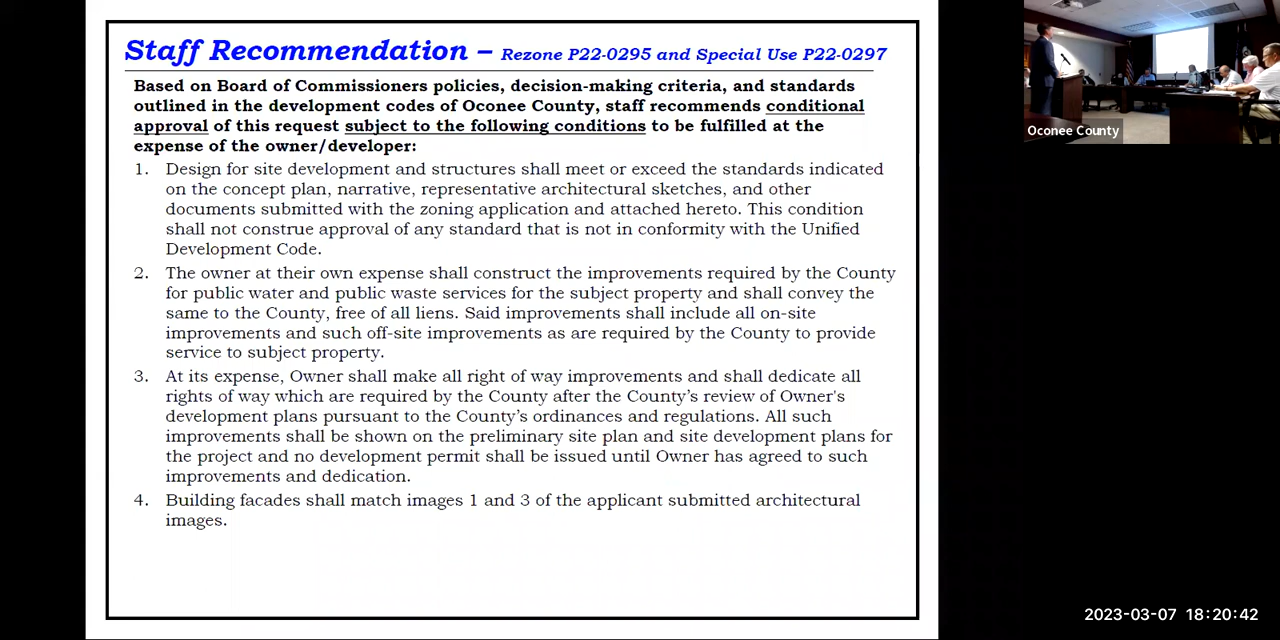 Staff Recommendation – Rezone P22-0295 and Special Use P22-0297
Based on Board of Commissioners policies, decision-making criteria, and standards
outlined in the development codes of Oconee County, staff recommends conditional
approval of this request subject to the following conditions to be fulfilled at the
expense of the owner/developer:
1. Design for site development and structures shall meet or exceed the standards indicated
on the concept plan, narrative, representative architectural sketches, and other
documents submitted with the zoning application and attached hereto. This condition
shall not construe approval of any standard that is not in conformity with the Unified
Development Code.
2. The owner at their own expense shall construct the improvements required by the County
for public water and public waste services for the subject property and shall convey the
same to the County, free of all liens. Said improvements shall include all on-site
improvements and such off-site improvements as are required by the County to provide
service to subject property.
3. At its expense, Owner shall make all right of way improvements and shall dedicate all
rights of way which are required by the County after the County's review of Owner's
development plans pursuant to the County's ordinances and regulations. All such
improvements shall be shown on the preliminary site plan and site development plans for
the project and no development permit shall be issued until Owner has agreed to such
improvements and dedication.
4. Building facades shall match images 1 and 3 of the applicant submitted architectural
images.
Oconee County
2023-03-07 18:20:42